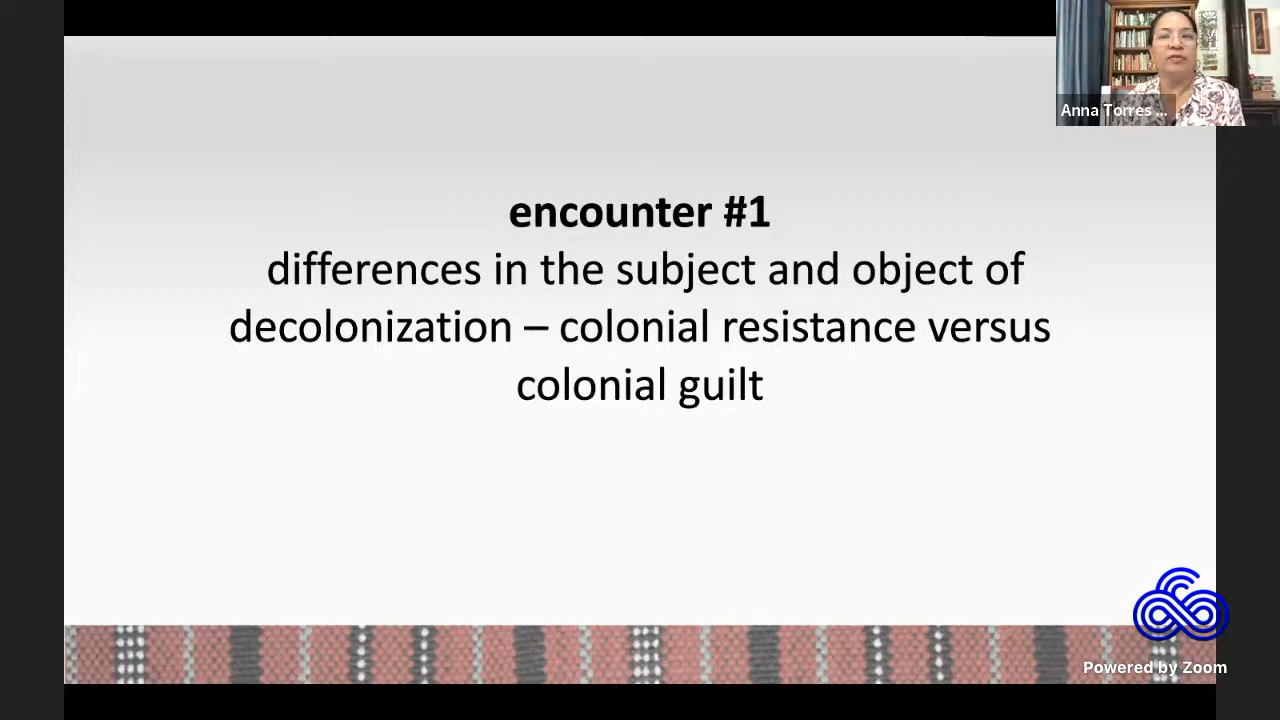 Anna Torres ...
encounter #1
differences in the subject and object of
decolonization – colonial resistance versus
colonial guilt
Powered by Zoom